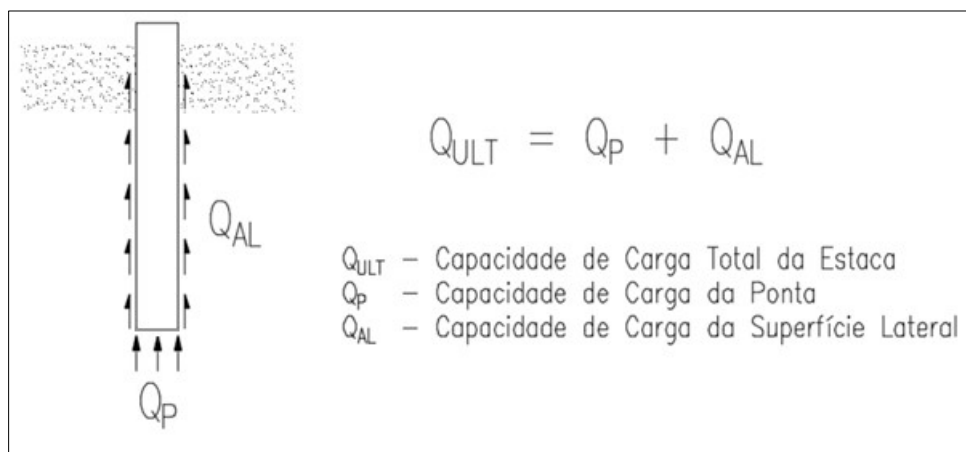 Q_ULT = Q_P + Q_AL
Q_AL
Q_ULT – Capacidade de Carga Total da Estaca
Q_P – Capacidade de Carga da Ponta
Q_AL – Capacidade de Carga da Superfície Lateral
Q_P